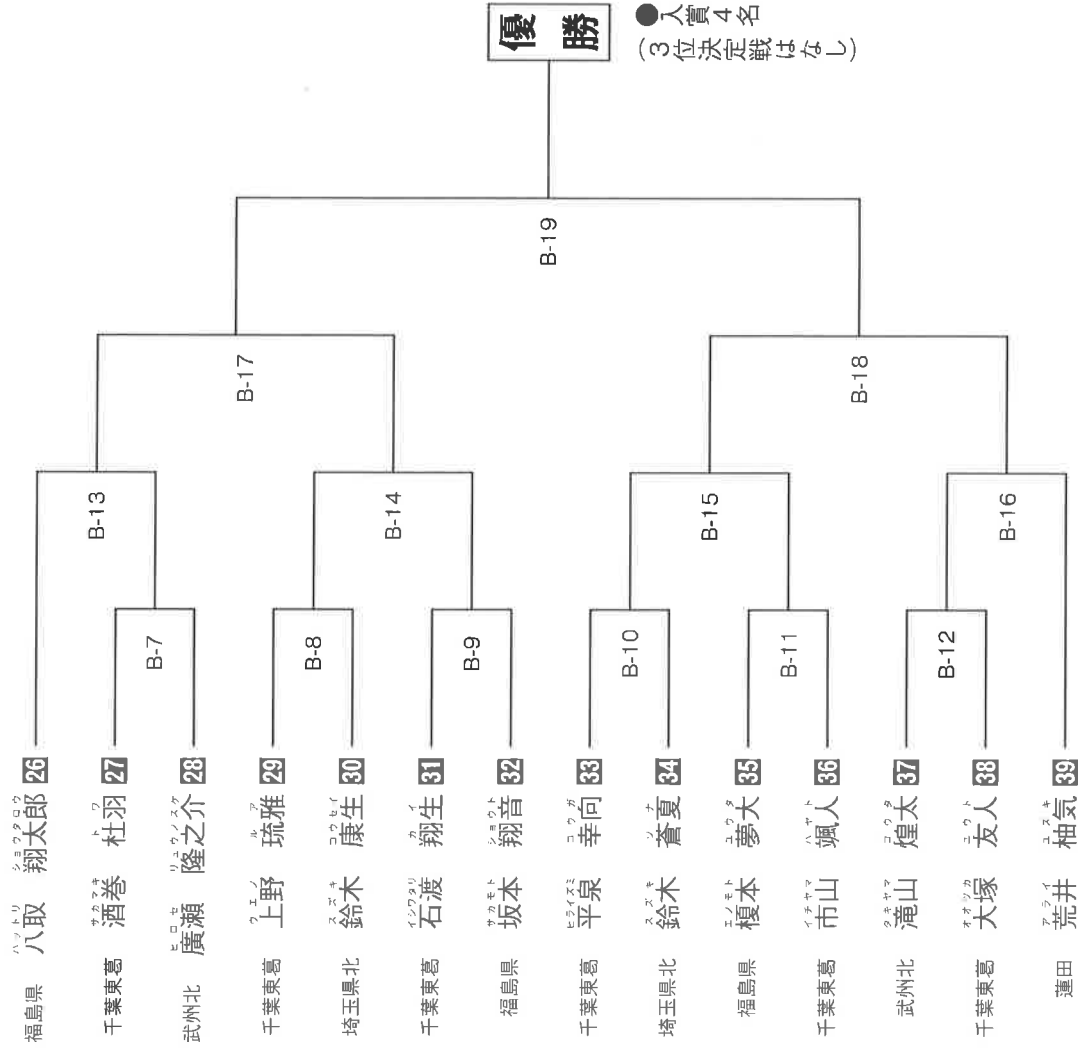 優勝
●入賞4名
(3位決定戦はなし)
B-19
B-17
B-18
B-13
B-14
B-15
B-16
B-7
B-8
B-9
B-10
B-11
B-12
福島県 八取 翔太郎 ハットリ ショウタロウ 26
千葉東葛 酒巻 杜羽 サカマキ トワ 27
武州北 廣瀬 隆之介 ヒロセ リュウノスケ 28
千葉東葛 上野 琉雅 ウエノ ルア 29
埼玉県北 鈴木 康生 スズキ コウセイ 30
千葉東葛 石渡 翔生 イシワタリ カイ 31
福島県 坂本 翔音 サカモト ショウト 32
千葉東葛 平泉 幸向 ヒライズミ コウガ 33
埼玉県北 鈴木 蒼夏 スズキ ソナ 34
福島県 榎本 夢大 エノモト ユウタ 35
千葉東葛 市山 颯人 イチヤマ ハヤト 36
武州北 滝山 煌太 タキヤマ コウタ 37
千葉東葛 大塚 友人 オオツカ ユウト 38
蓮田 荒井 柚気 アライ ユズキ 39